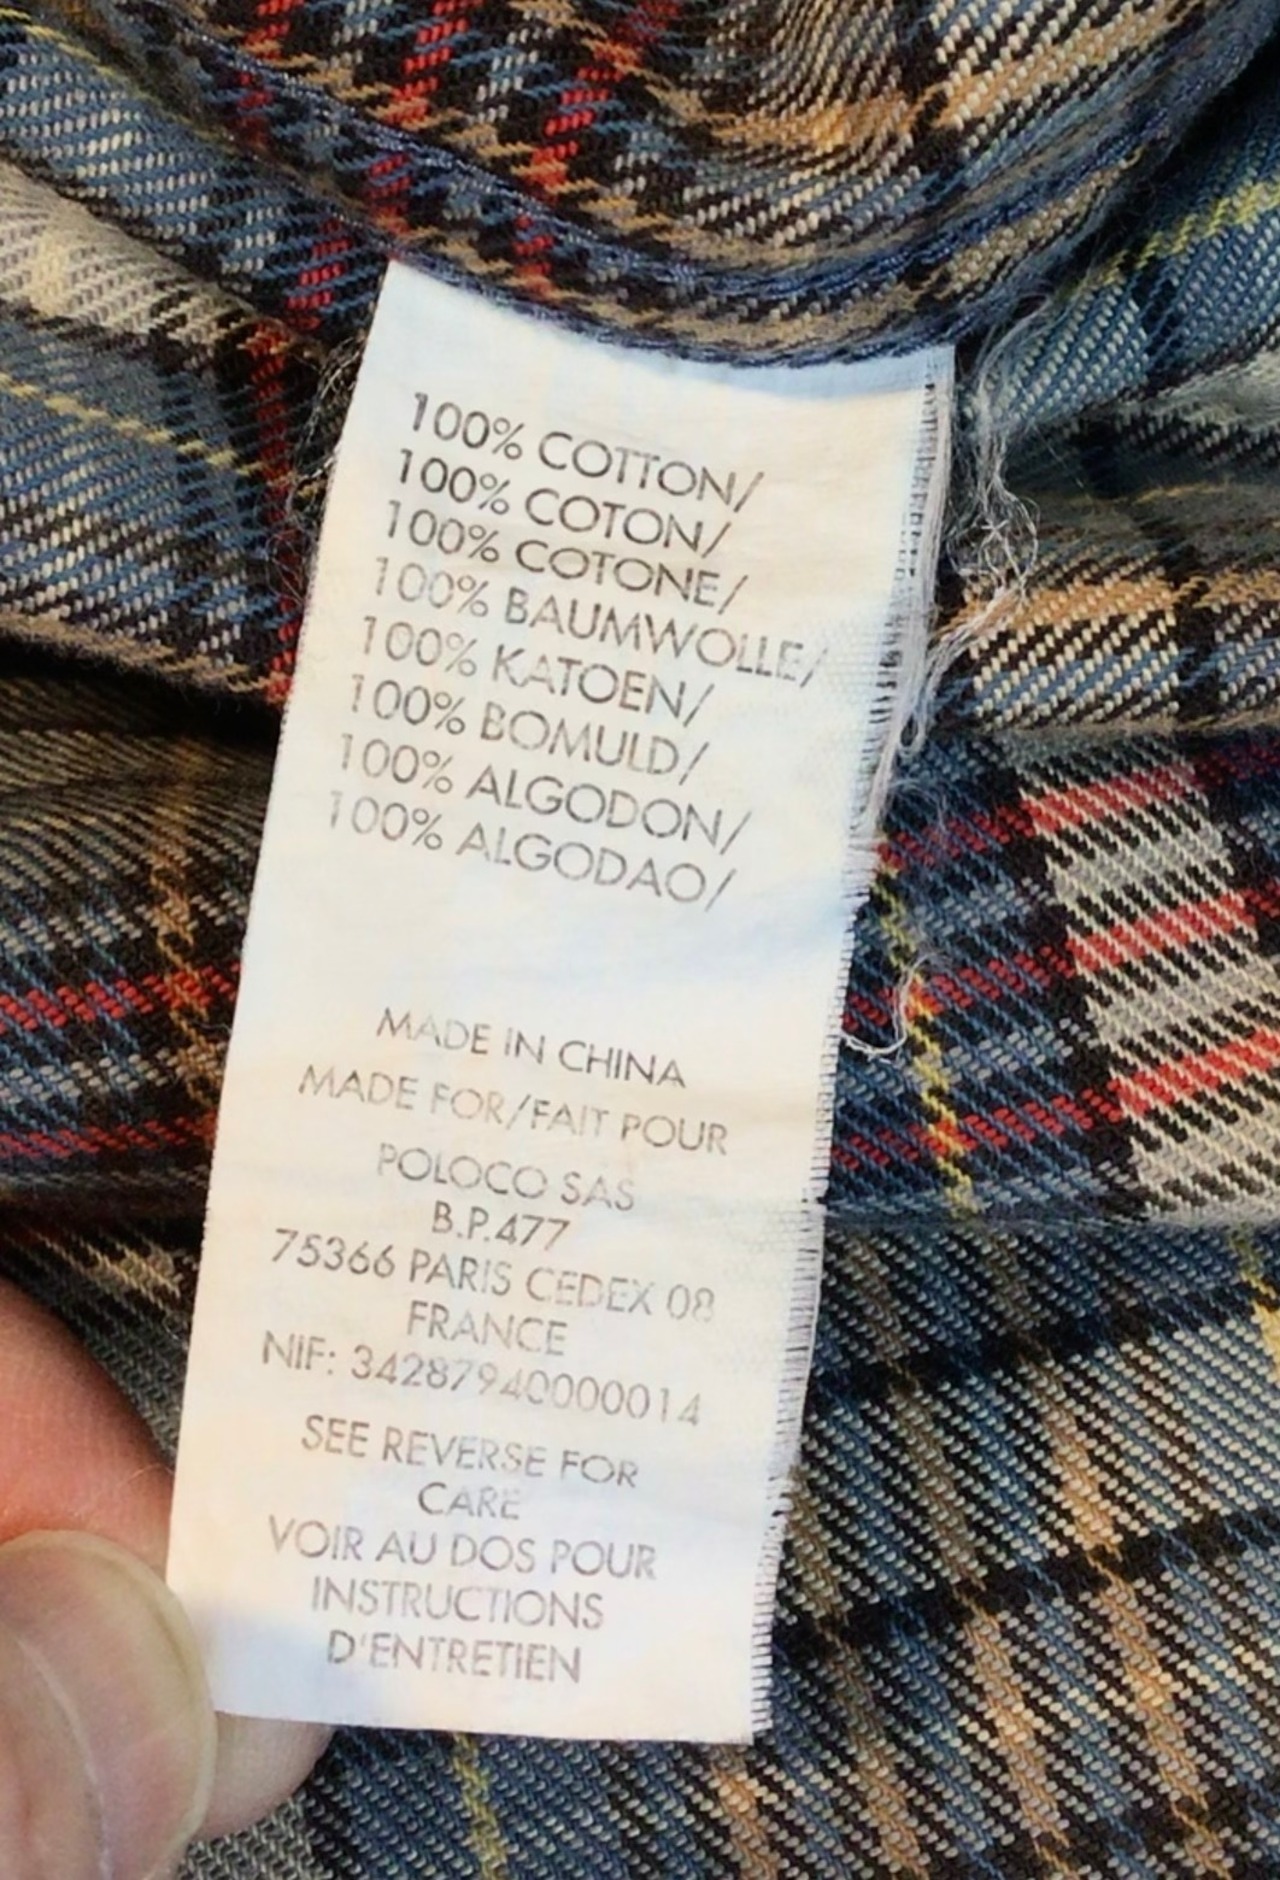 100% COTTON/
100% COTON/
100% COTONE/
100% BAUMWOLLE/
100% KATOEN/
100% BOMULD/
100% ALGODON/
100% ALGODAO/
MADE IN CHINA
MADE FOR/FAIT POUR
POLOCO SAS
B.P.477
75366 PARIS CEDEX 08
FRANCE
NIF: 34287940000014
SEE REVERSE FOR
CARE
VOIR AU DOS POUR
INSTRUCTIONS
D'ENTRETIEN